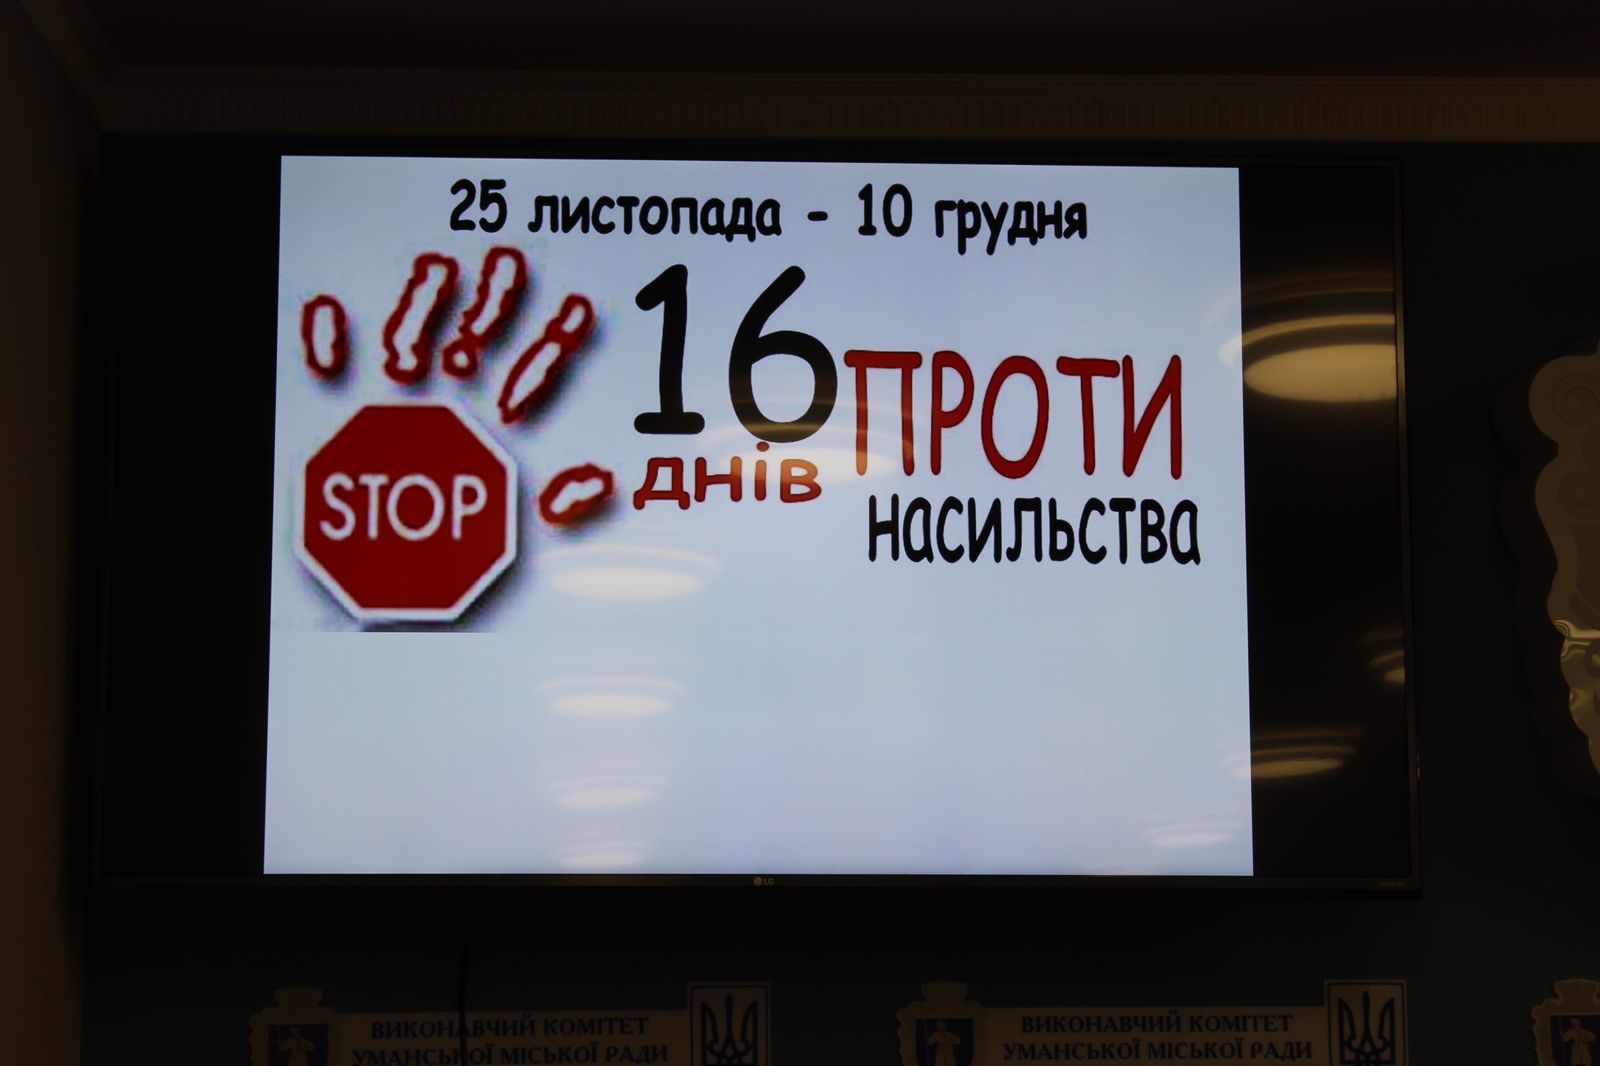 25 листопада - 10 грудня
16
днів
ПРОТИ
насильства
STOP
LG
ВИКОНАВЧИЙ КОМІТЕТ
УМАНСЬКОЇ МІСЬКОЇ РАДИ
ВИКОНАВЧИЙ КОМІТЕТ
УМАНСЬКОЇ МІСЬКОЇ РАДИ